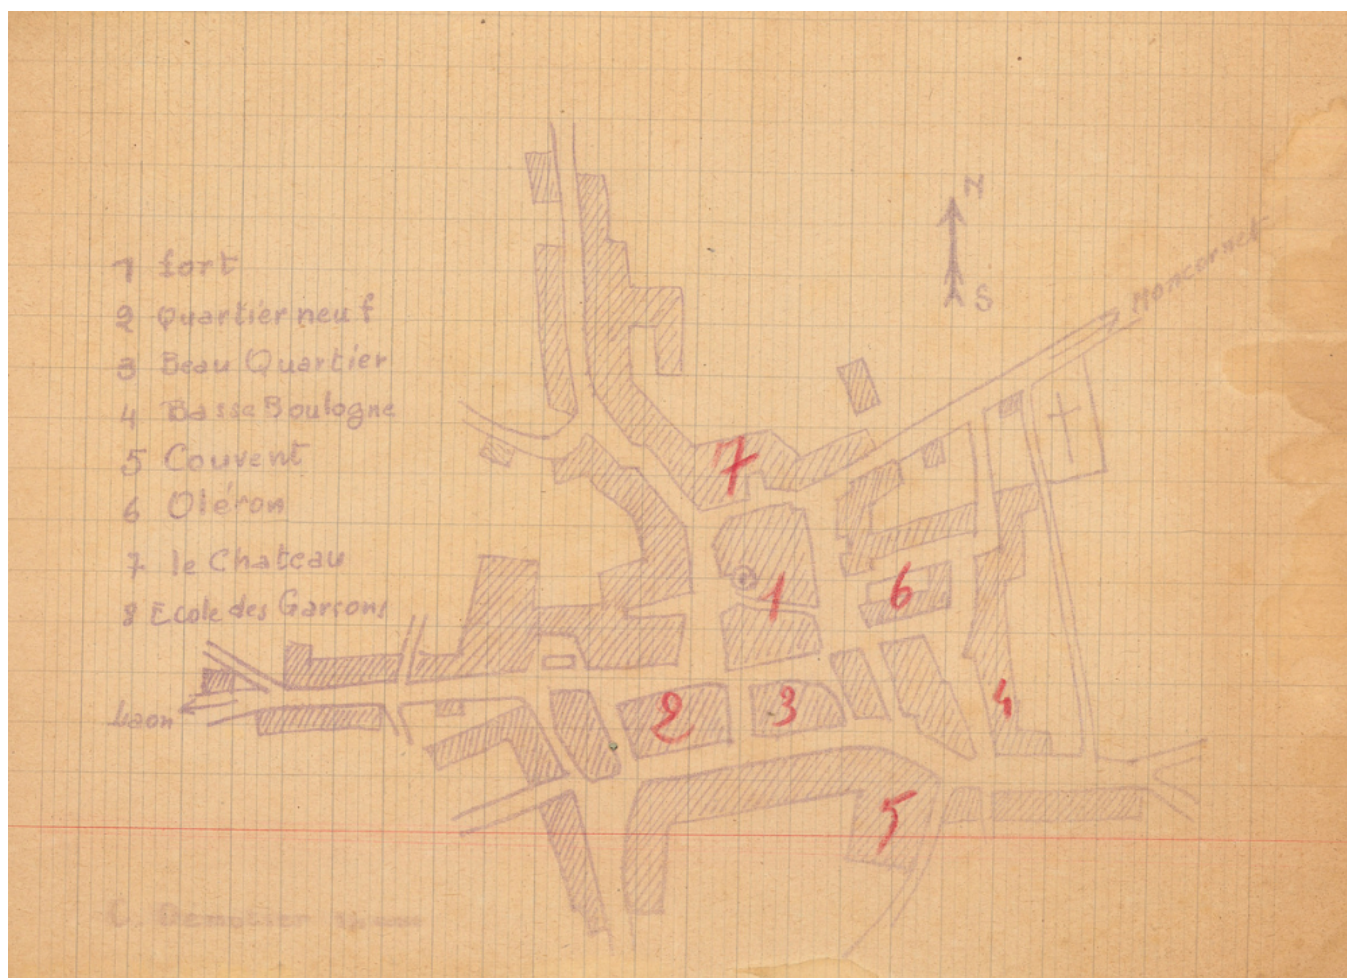 N
S
Moncornet
1 fort
2 Quartier neuf
3 Beau Quartier
4 Basse Boulogne
5 Couvent
6 Oléron
7 le Chateau
8 Ecole des Garçons
Laon
7
1
6
2
3
4
5
C.